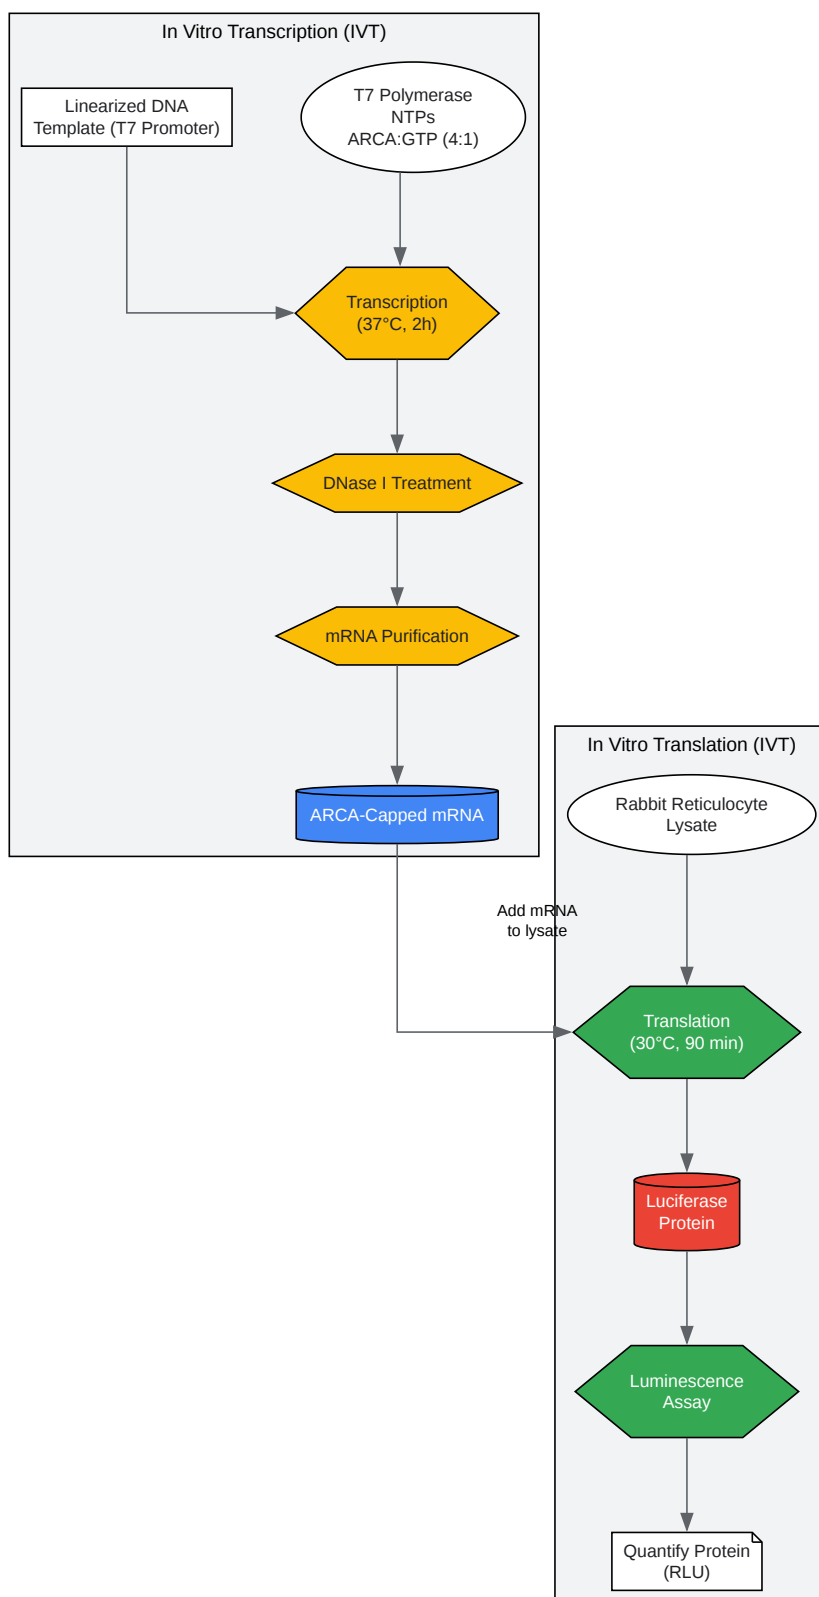 In Vitro Transcription (IVT)
Linearized DNA
Template (T7 Promoter)
T7 Polymerase
NTPs
ARCA:GTP (4:1)
Transcription
(37°C, 2h)
DNase I Treatment
mRNA Purification
ARCA-Capped mRNA
In Vitro Translation (IVT)
Rabbit Reticulocyte
Lysate
Add mRNA
to lysate
Translation
(30°C, 90 min)
Luciferase
Protein
Luminescence
Assay
Quantify Protein
(RLU)